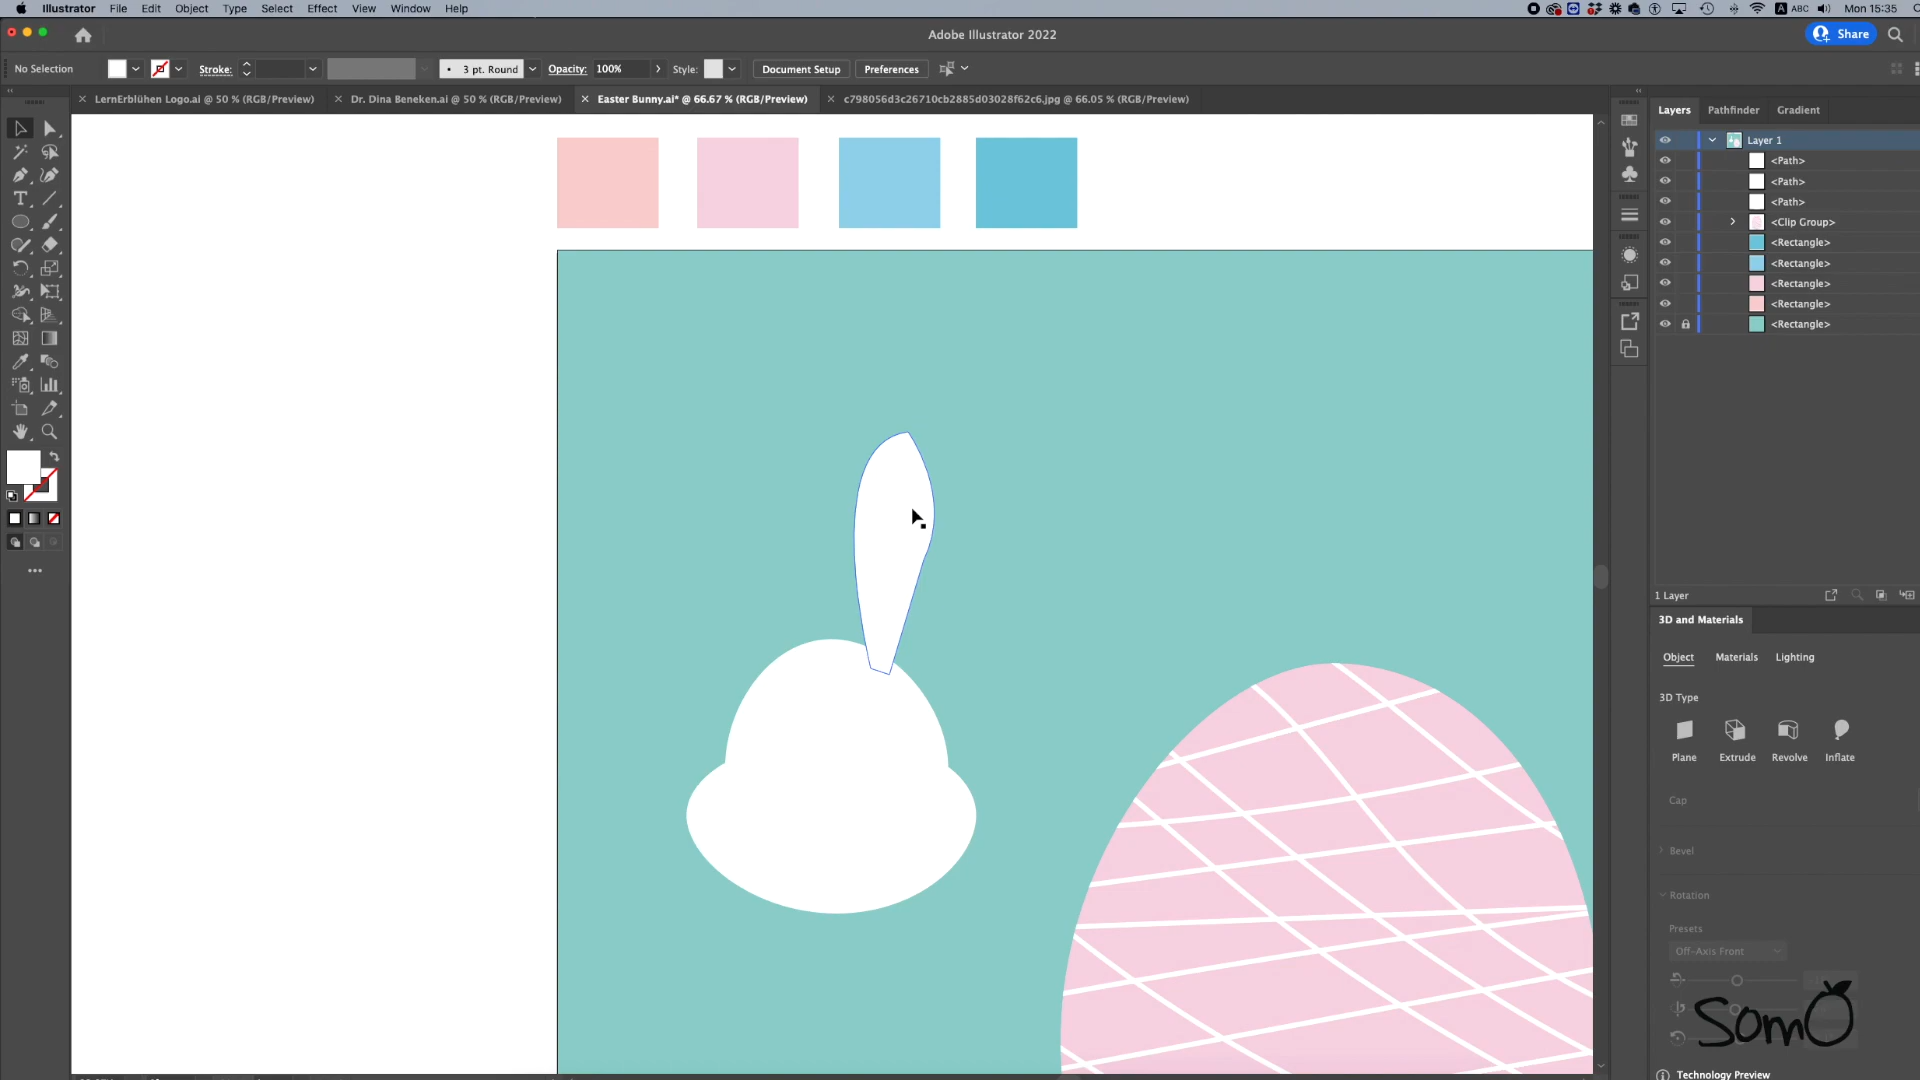 Illustrator File Edit Object Type Select Effect View Window Help
ABC Mon 15:35
Adobe Illustrator 2022
Share
No Selection Stroke: 3 pt. Round Opacity: 100% Style: Document Setup Preferences
LernErblühen Logo.ai @ 50 % (RGB/Preview) Dr. Dina Beneken.ai @ 50 % (RGB/Preview) Easter Bunny.ai* @ 66.67 % (RGB/Preview) c798056d3c26710cb2885d03028f62c6.jpg @ 66.05 % (RGB/Preview)
Layers Pathfinder Gradient
Layer 1
<Path>
<Path>
<Path>
<Clip Group>
<Rectangle>
<Rectangle>
<Rectangle>
<Rectangle>
<Rectangle>
1 Layer
3D and Materials
Object Materials Lighting
3D Type
Plane Extrude Revolve Inflate
Cap
Bevel
Rotation
Presets
Off-Axis Front
SomO
Technology Preview